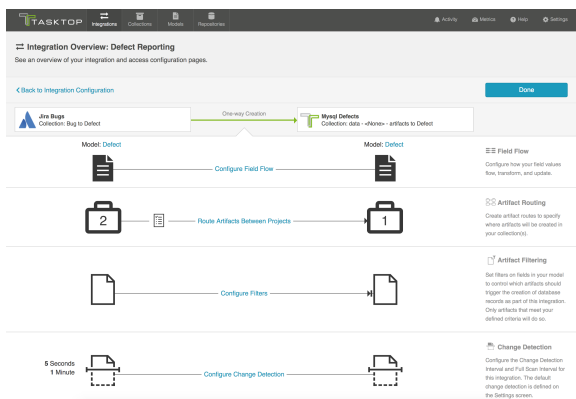 TASKTOP
Integrations
Collections
Models
Repositories
Activity
Metrics
Help
Settings
Integration Overview: Defect Reporting
See an overview of your integration and access configuration pages.
Back to Integration Configuration
Done
Jira Bugs
Collection: Bug to Defect
One-way Creation
Mysql Defects
Collection: data - <None> - artifacts to Defect
Model: Defect
Model: Defect
Configure Field Flow
Field Flow
Configure how your field values
flow, transform, and update.
2
Route Artifacts Between Projects
1
Artifact Routing
Create artifact routes to specify
where artifacts will be created in
your collection(s).
Configure Filters
Artifact Filtering
Set filters on fields in your model
to control which artifacts should
trigger the creation of database
records as part of this integration.
Only artifacts that meet your
defined criteria will do so.
5 Seconds
1 Minute
Configure Change Detection
Change Detection
Configure the Change Detection
Interval and Full Scan Interval for
this integration. The default
change detection is defined on
the Settings screen.